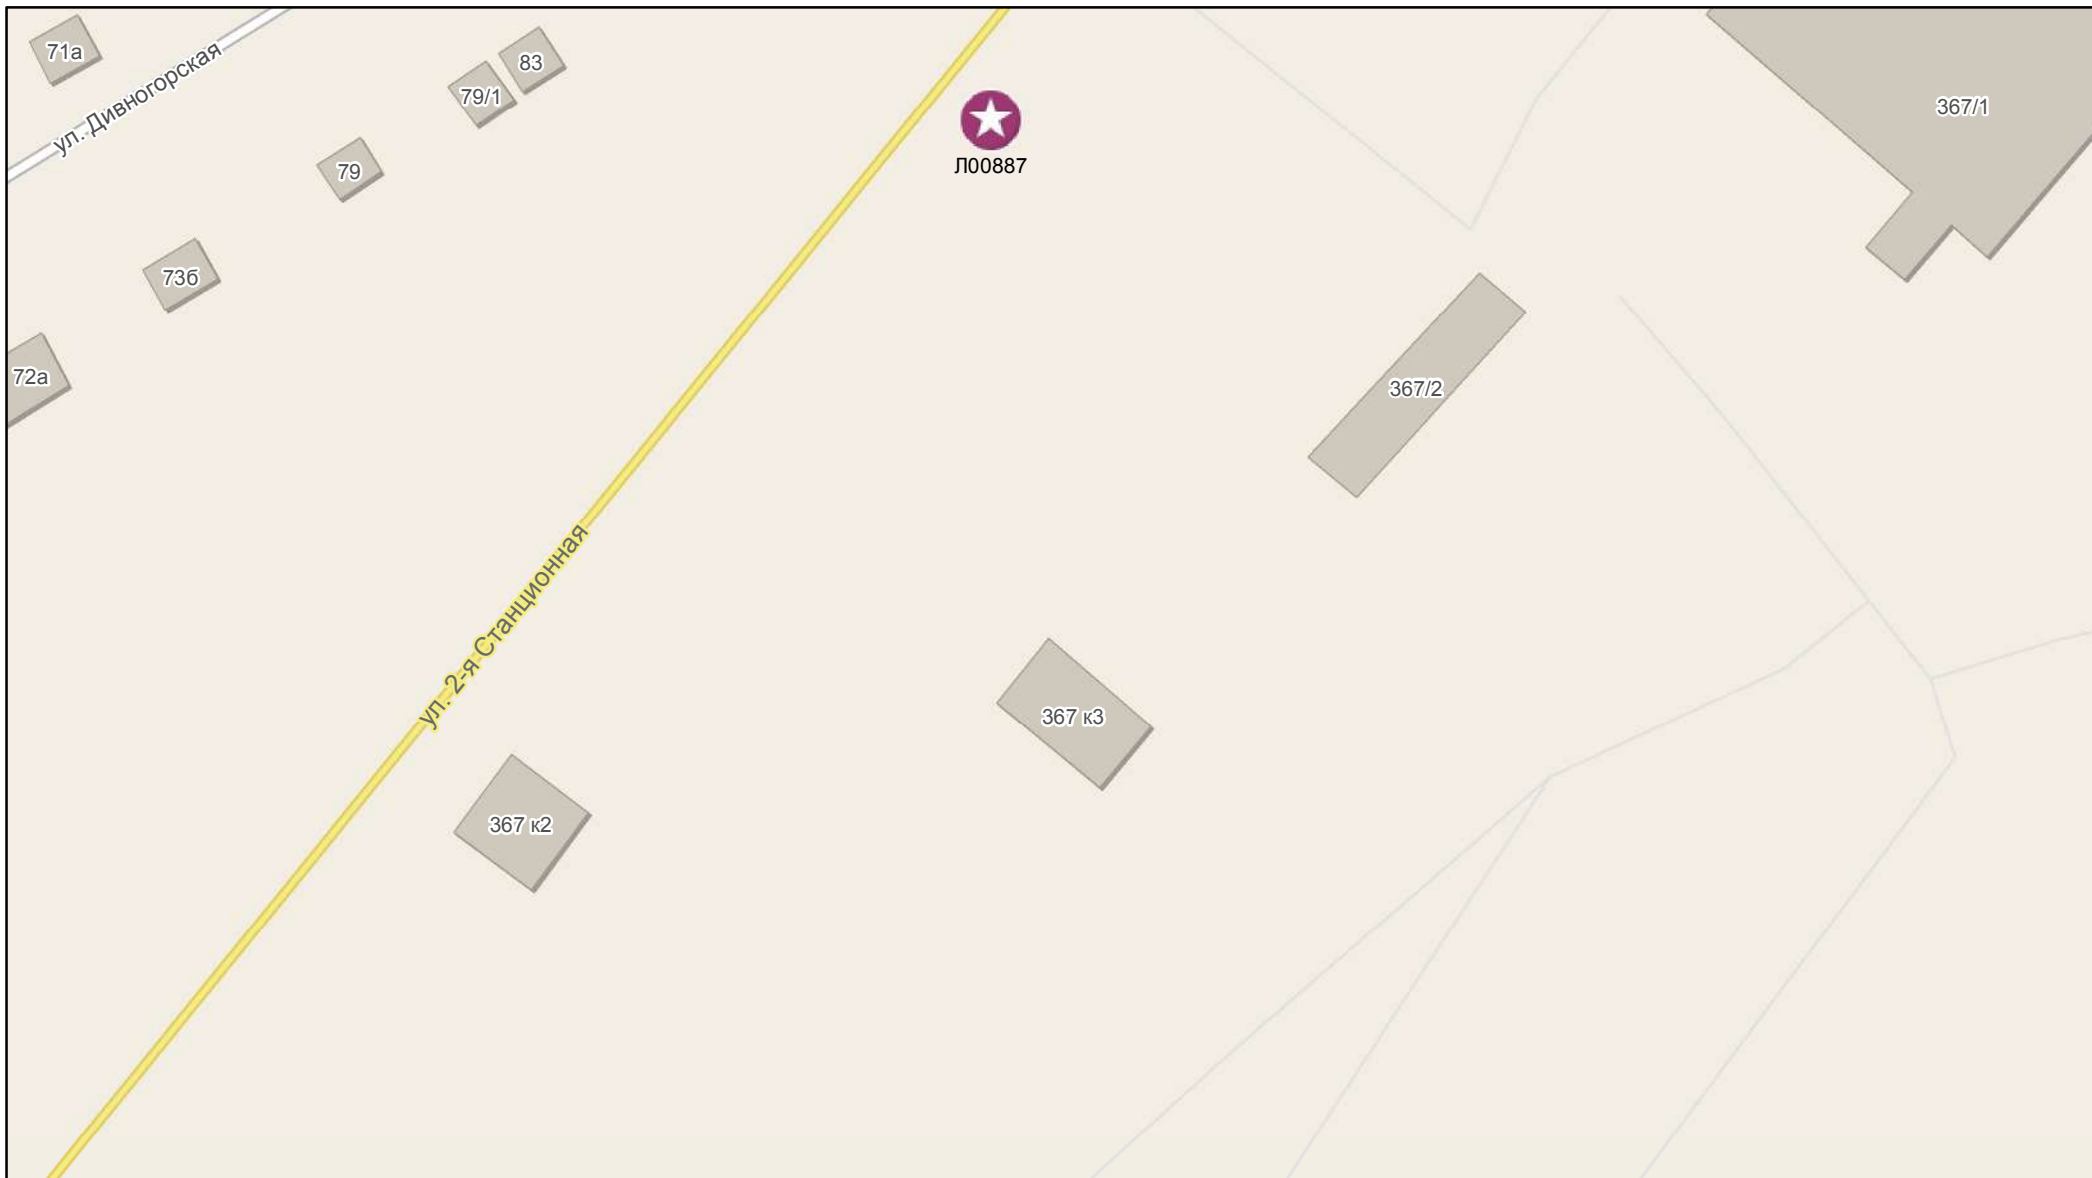 71а
ул. Дивногорская
83
79/1
79
73б
72а
Л00887
367/1
367/2
ул. 2-я Станционная
367 к3
367 к2